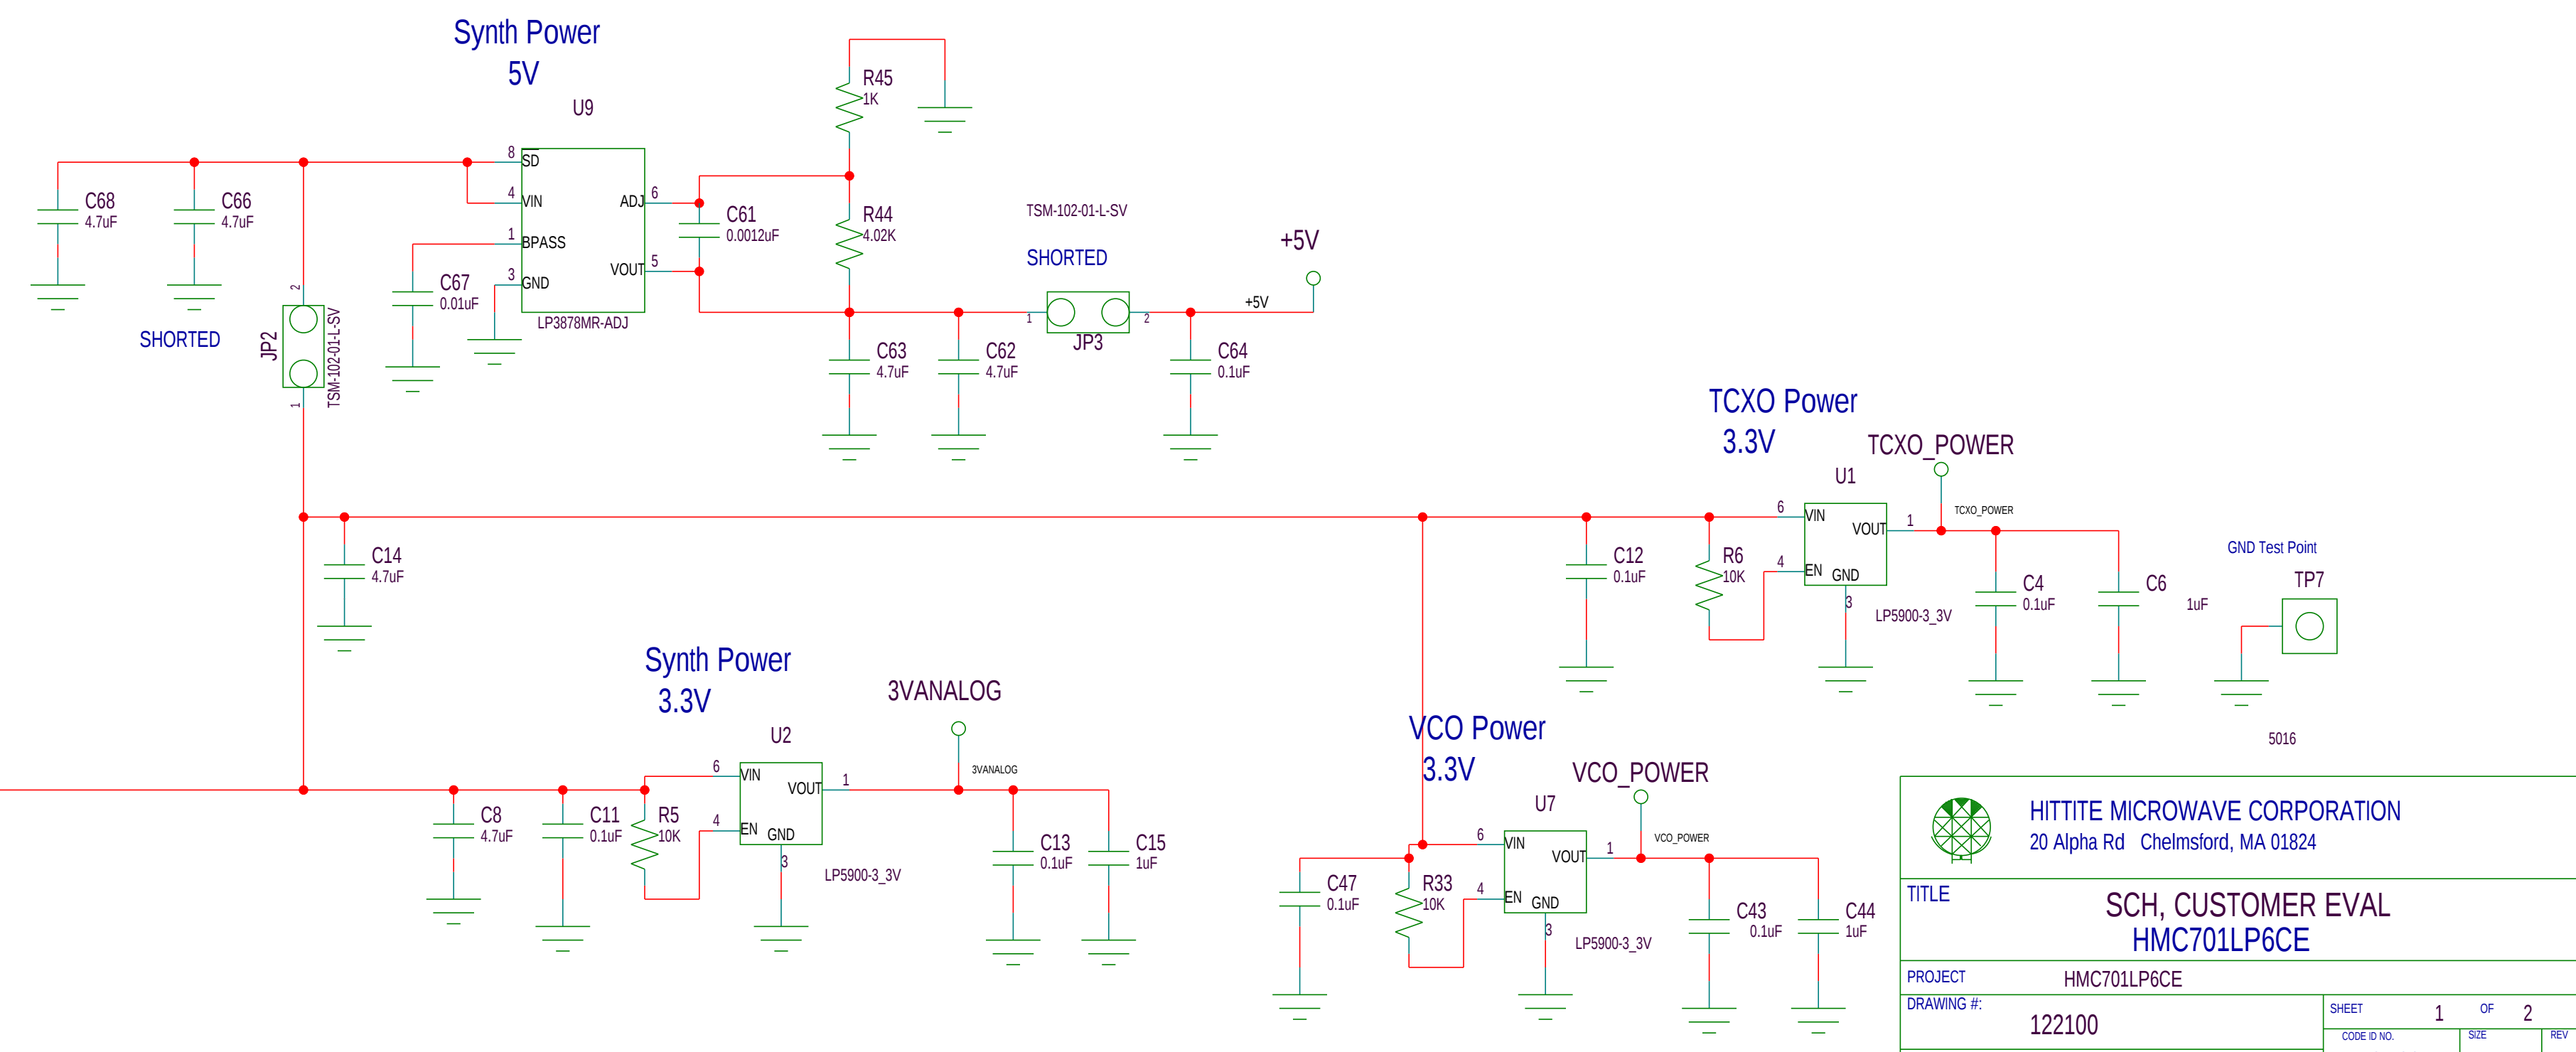 Synth Power
5V
U9
R45
1K
8
SD
4
VIN
1
BPASS
3
GND
ADJ
6
VOUT
5
LP3878MR-ADJ
C68
4.7uF
C66
4.7uF
C67
0.01uF
C61
0.0012uF
R44
4.02K
TSM-102-01-L-SV
SHORTED
+5V
+5V
1
2
JP3
SHORTED
2
JP2
TSM-102-01-L-SV
1
C63
4.7uF
C62
4.7uF
C64
0.1uF
TCXO Power
3.3V
TCXO_POWER
U1
6
VIN
VOUT
1
TCXO_POWER
4
EN
GND
3
LP5900-3_3V
C14
4.7uF
C12
0.1uF
R6
10K
C4
0.1uF
C6
1uF
GND Test Point
TP7
5016
Synth Power
3.3V
3VANALOG
U2
6
VIN
VOUT
1
3VANALOG
4
EN
GND
3
LP5900-3_3V
C8
4.7uF
C11
0.1uF
R5
10K
C13
0.1uF
C15
1uF
VCO Power
3.3V
VCO_POWER
U7
6
VIN
VOUT
1
VCO_POWER
4
EN
GND
3
LP5900-3_3V
C47
0.1uF
R33
10K
C43
0.1uF
C44
1uF
HITTITE MICROWAVE CORPORATION
20 Alpha Rd Chelmsford, MA 01824
TITLE
SCH, CUSTOMER EVAL
HMC701LP6CE
PROJECT
HMC701LP6CE
DRAWING #:
122100
SHEET 1 OF 2
CODE ID NO.
SIZE
REV